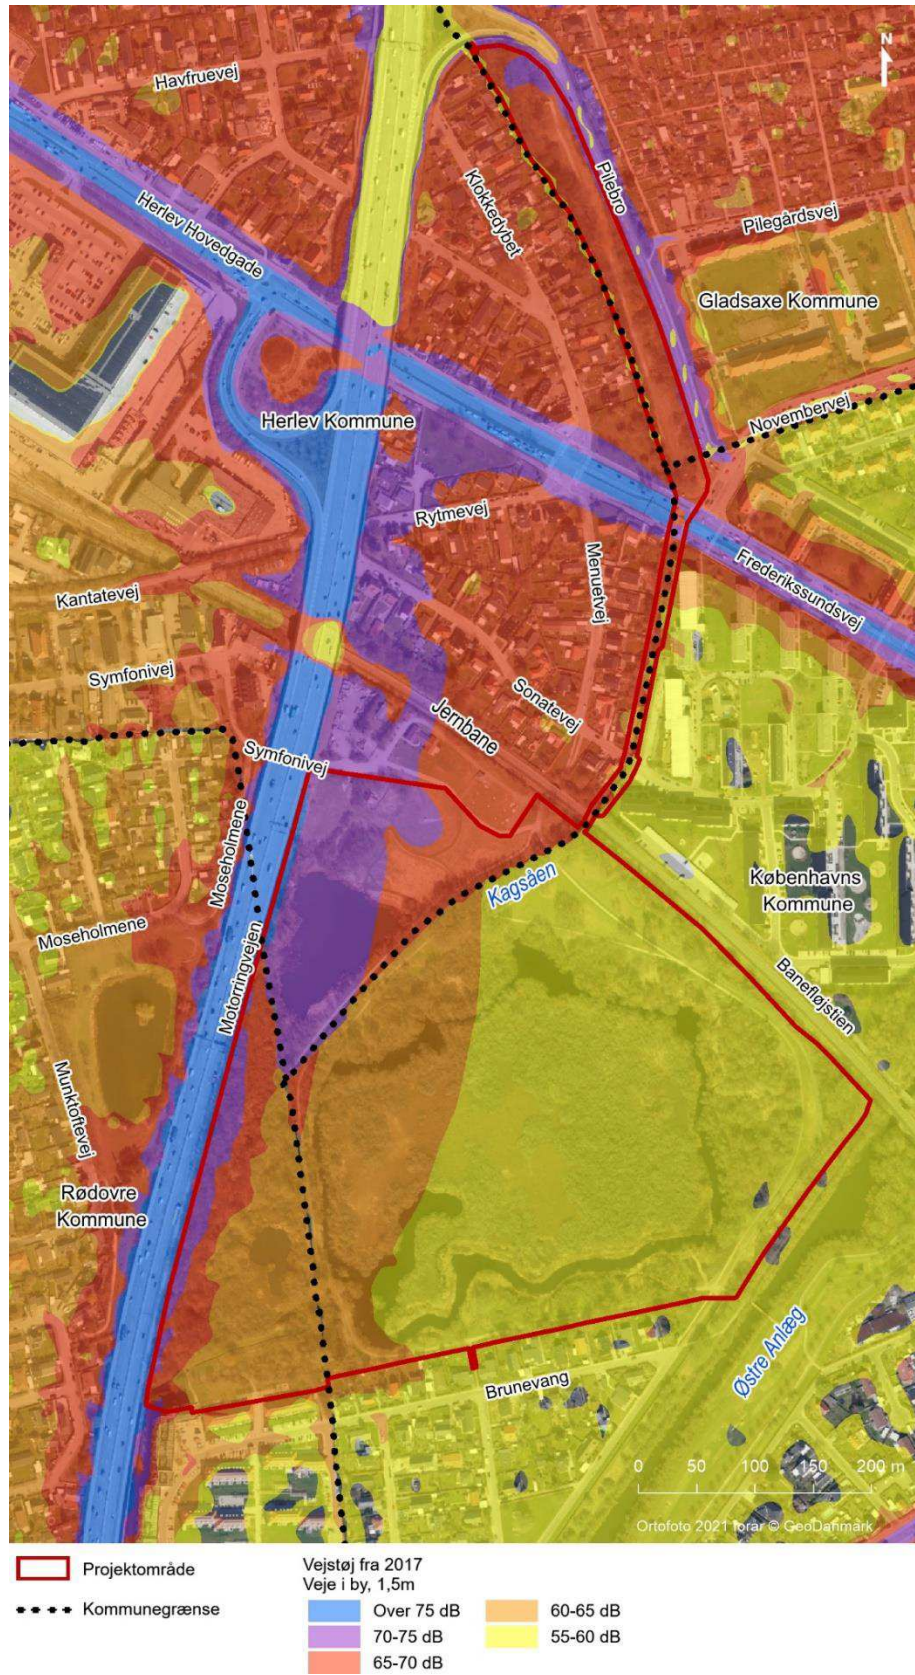 Havfruevej
N
Klokkedybet
Pilebro
Pilegårdsvej
Herlev Hovedgade
Gladsaxe Kommune
Novembervej
Herlev Kommune
Rytmevej
Menuetvej
Frederikssundsvej
Kantatevej
Symfonivej
Sonatevej
Jernbane
Symfonivej
Moseholmene
Kagsåen
Københavns
Kommune
Moseholmene
Motorringvejen
Banefløjstien
Munktoftevej
Rødovre
Kommune
Østre Anlæg
Brunevang
0 50 100 150 200 m
Ortofoto 2021 forår © GeoDanmark
Projektområde
Kommunegrænse
Vejstøj fra 2017
Veje i by, 1,5m
Over 75 dB
70-75 dB
65-70 dB
60-65 dB
55-60 dB